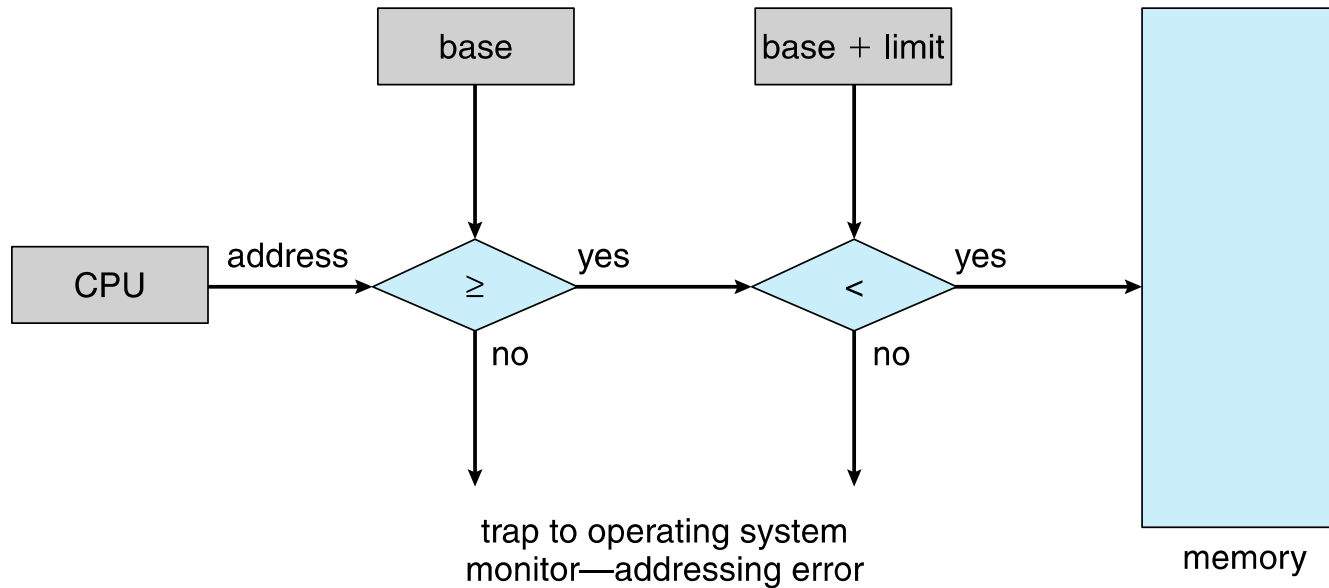 base
base + limit
CPU
address
≥
yes
<
yes
no
no
trap to operating system
monitor—addressing error
memory